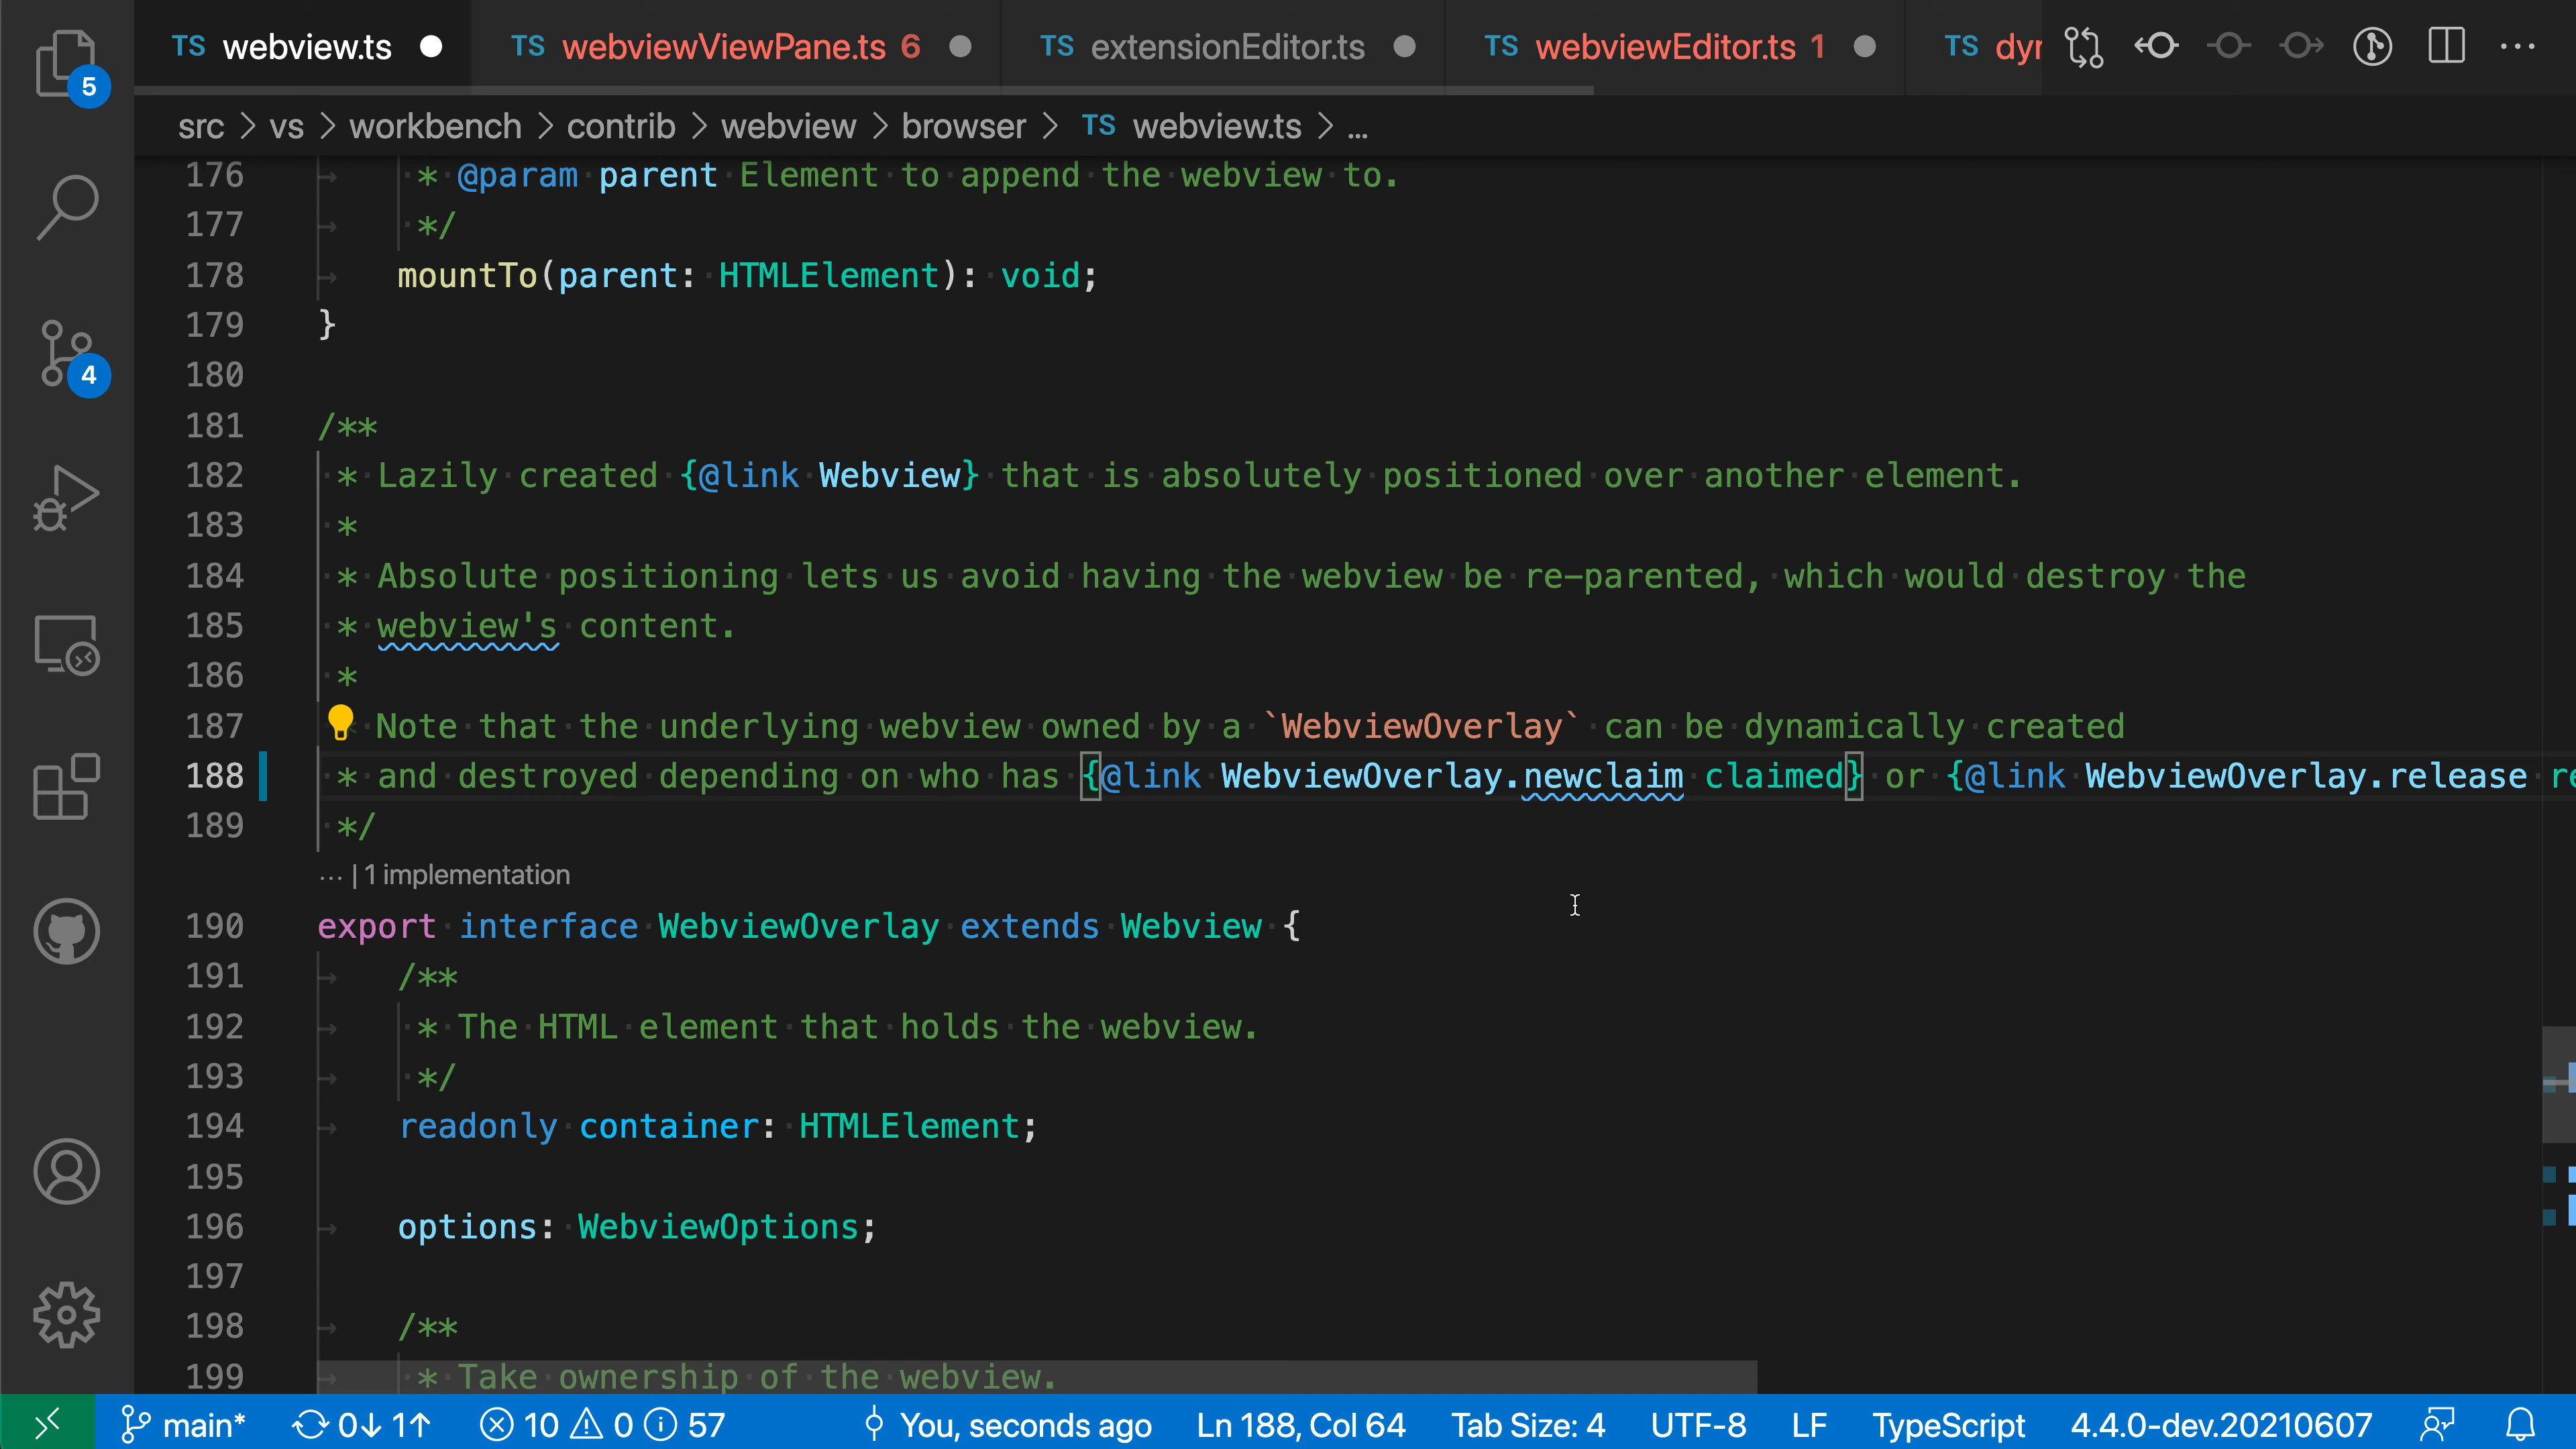 TS webview.ts TS webviewViewPane.ts 6 TS extensionEditor.ts TS webviewEditor.ts 1 TS
5
src > vs > workbench > contrib > webview > browser > TS webview.ts > ...
176 * @param parent Element to append the webview to.
177 */
178 mountTo(parent: HTMLElement): void;
179 }
180
4
181 /**
182 * Lazily created {@link Webview} that is absolutely positioned over another element.
183 *
184 * Absolute positioning lets us avoid having the webview be re-parented, which would destroy the
185 * webview's content.
186 *
187 * Note that the underlying webview owned by a `WebviewOverlay` can be dynamically created
188 * and destroyed depending on who has {@link WebviewOverlay.newclaim claimed} or {@link WebviewOverlay.release
189 */
... | 1 implementation
190 export interface WebviewOverlay extends Webview {
191 /**
192 * The HTML element that holds the webview.
193 */
194 readonly container: HTMLElement;
195
196 options: WebviewOptions;
197
198 /**
199 * Take ownership of the webview.
main* 0↓ 1↑ 10 0 57 You, seconds ago Ln 188, Col 64 Tab Size: 4 UTF-8 LF TypeScript 4.4.0-dev.20210607